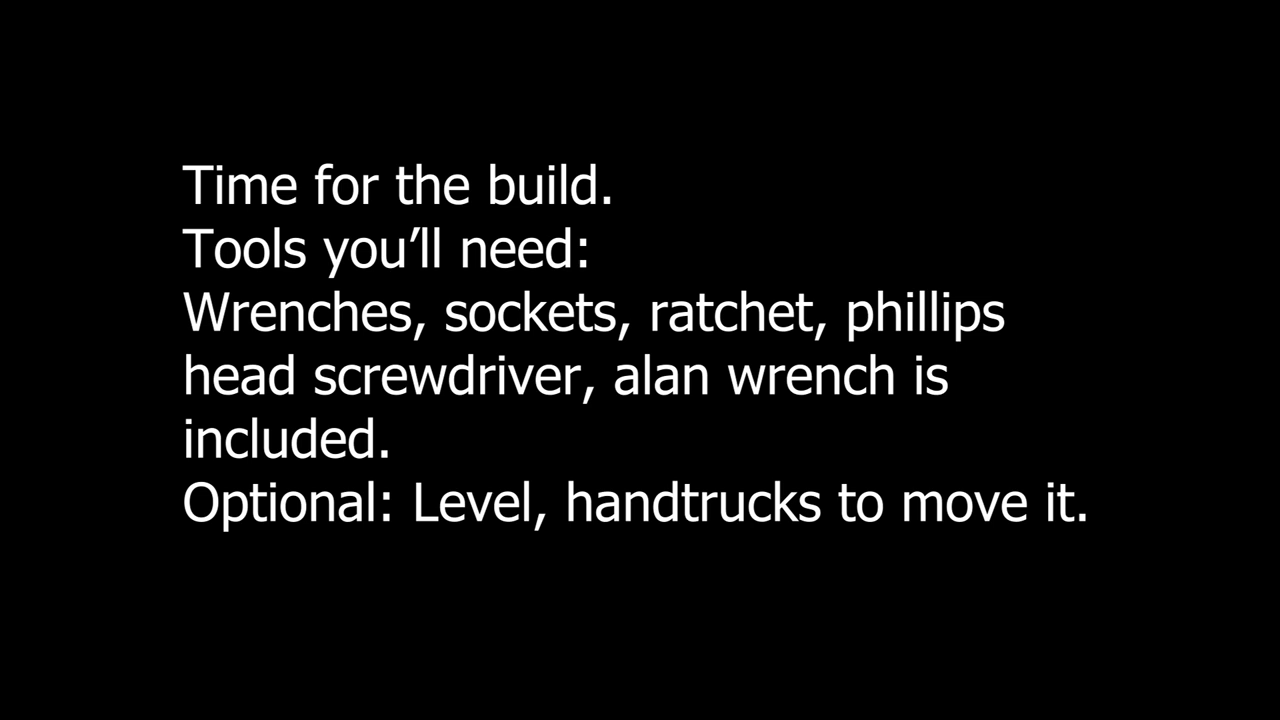 Time for the build.
Tools you’ll need:
Wrenches, sockets, ratchet, phillips
head screwdriver, alan wrench is
included.
Optional: Level, handtrucks to move it.